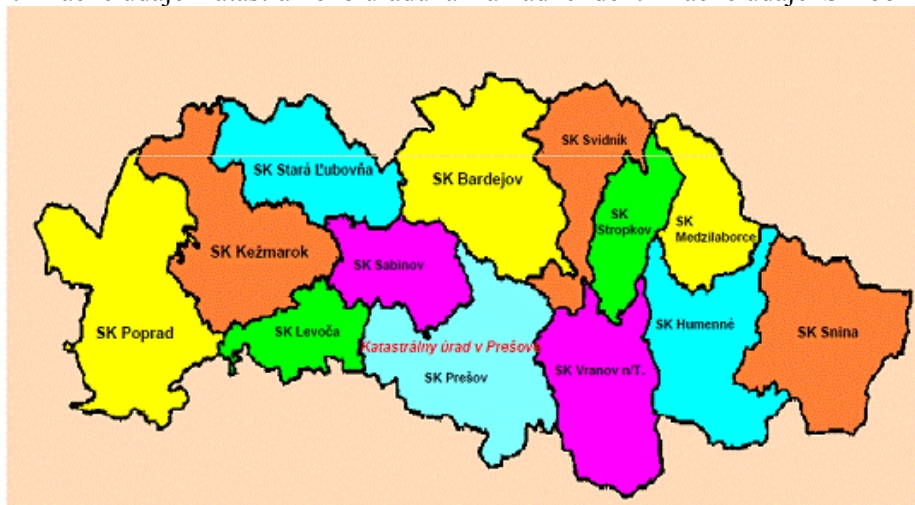 SK Svidník
SK Stará Ľubovňa
SK Bardejov
SK
Stropkov
SK
Medzilaborce
SK Kežmarok
SK Sabinov
SK Poprad
SK Levoča
SK Humenné
SK Snina
Katastrálny úrad v Prešove
SK Prešov
SK Vranov n/T.